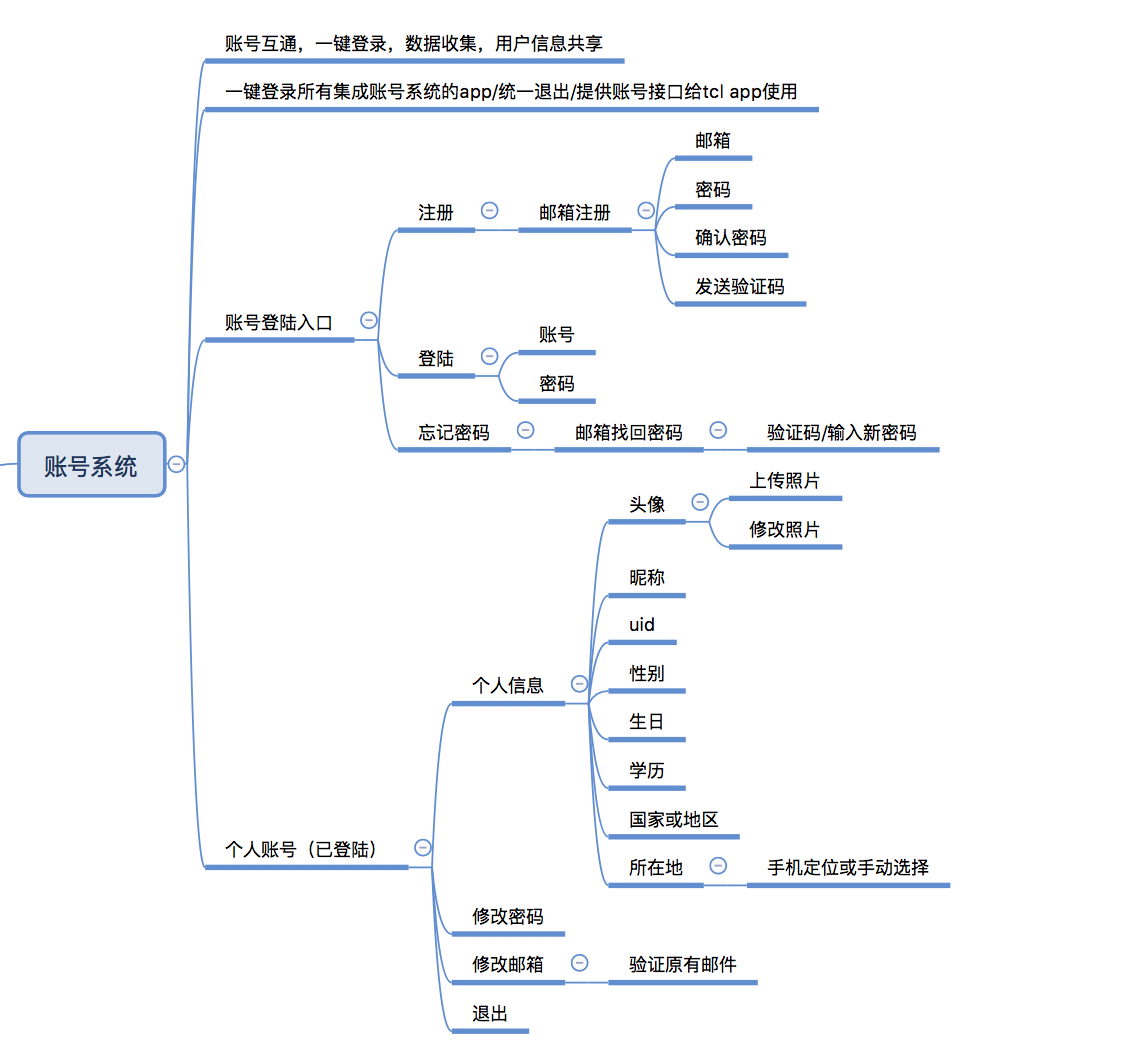 账号互通，一键登录，数据收集，用户信息共享
一键登录所有集成账号系统的app/统一退出/提供账号接口给tcl app使用
邮箱
密码
注册
邮箱注册
确认密码
发送验证码
账号登陆入口
账号
登陆
密码
忘记密码
邮箱找回密码
验证码/输入新密码
账号系统
上传照片
头像
修改照片
昵称
uid
性别
个人信息
生日
学历
国家或地区
个人账号（已登陆）
所在地
手机定位或手动选择
修改密码
修改邮箱
验证原有邮件
退出